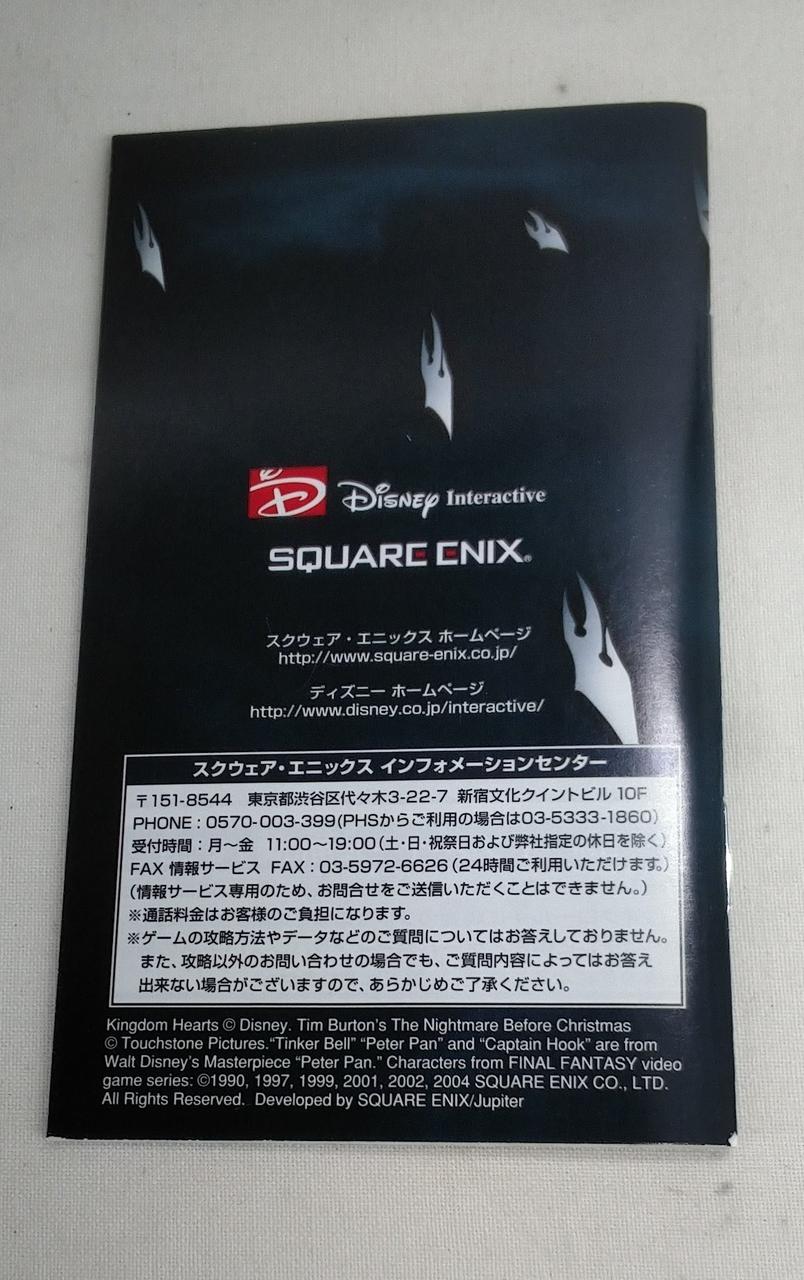 Disney Interactive
SQUARE ENIX®
スクウェア・エニックス ホームページ
http://www.square-enix.co.jp/
ディズニー ホームページ
http://www.disney.co.jp/interactive/
スクウェア・エニックス インフォメーションセンター
〒151-8544 東京都渋谷区代々木3-22-7 新宿文化クイントビル 10F
PHONE：0570-003-399(PHSからご利用の場合は03-5333-1860)
受付時間：月～金 11:00～19:00(土・日・祝祭日および弊社指定の休日を除く)
FAX 情報サービス FAX：03-5972-6626(24時間ご利用いただけます。)
(情報サービス専用のため、お問合せをご送信いただくことはできません。)
※通話料金はお客様のご負担になります。
※ゲームの攻略方法やデータなどのご質問についてはお答えしておりません。
また、攻略以外のお問い合わせの場合でも、ご質問内容によってはお答え
出来ない場合がございますので、あらかじめご了承ください。
Kingdom Hearts © Disney. Tim Burton's The Nightmare Before Christmas
© Touchstone Pictures.“Tinker Bell” “Peter Pan” and “Captain Hook” are from
Walt Disney's Masterpiece “Peter Pan.” Characters from FINAL FANTASY video
game series: ©1990, 1997, 1999, 2001, 2002, 2004 SQUARE ENIX CO., LTD.
All Rights Reserved. Developed by SQUARE ENIX/Jupiter